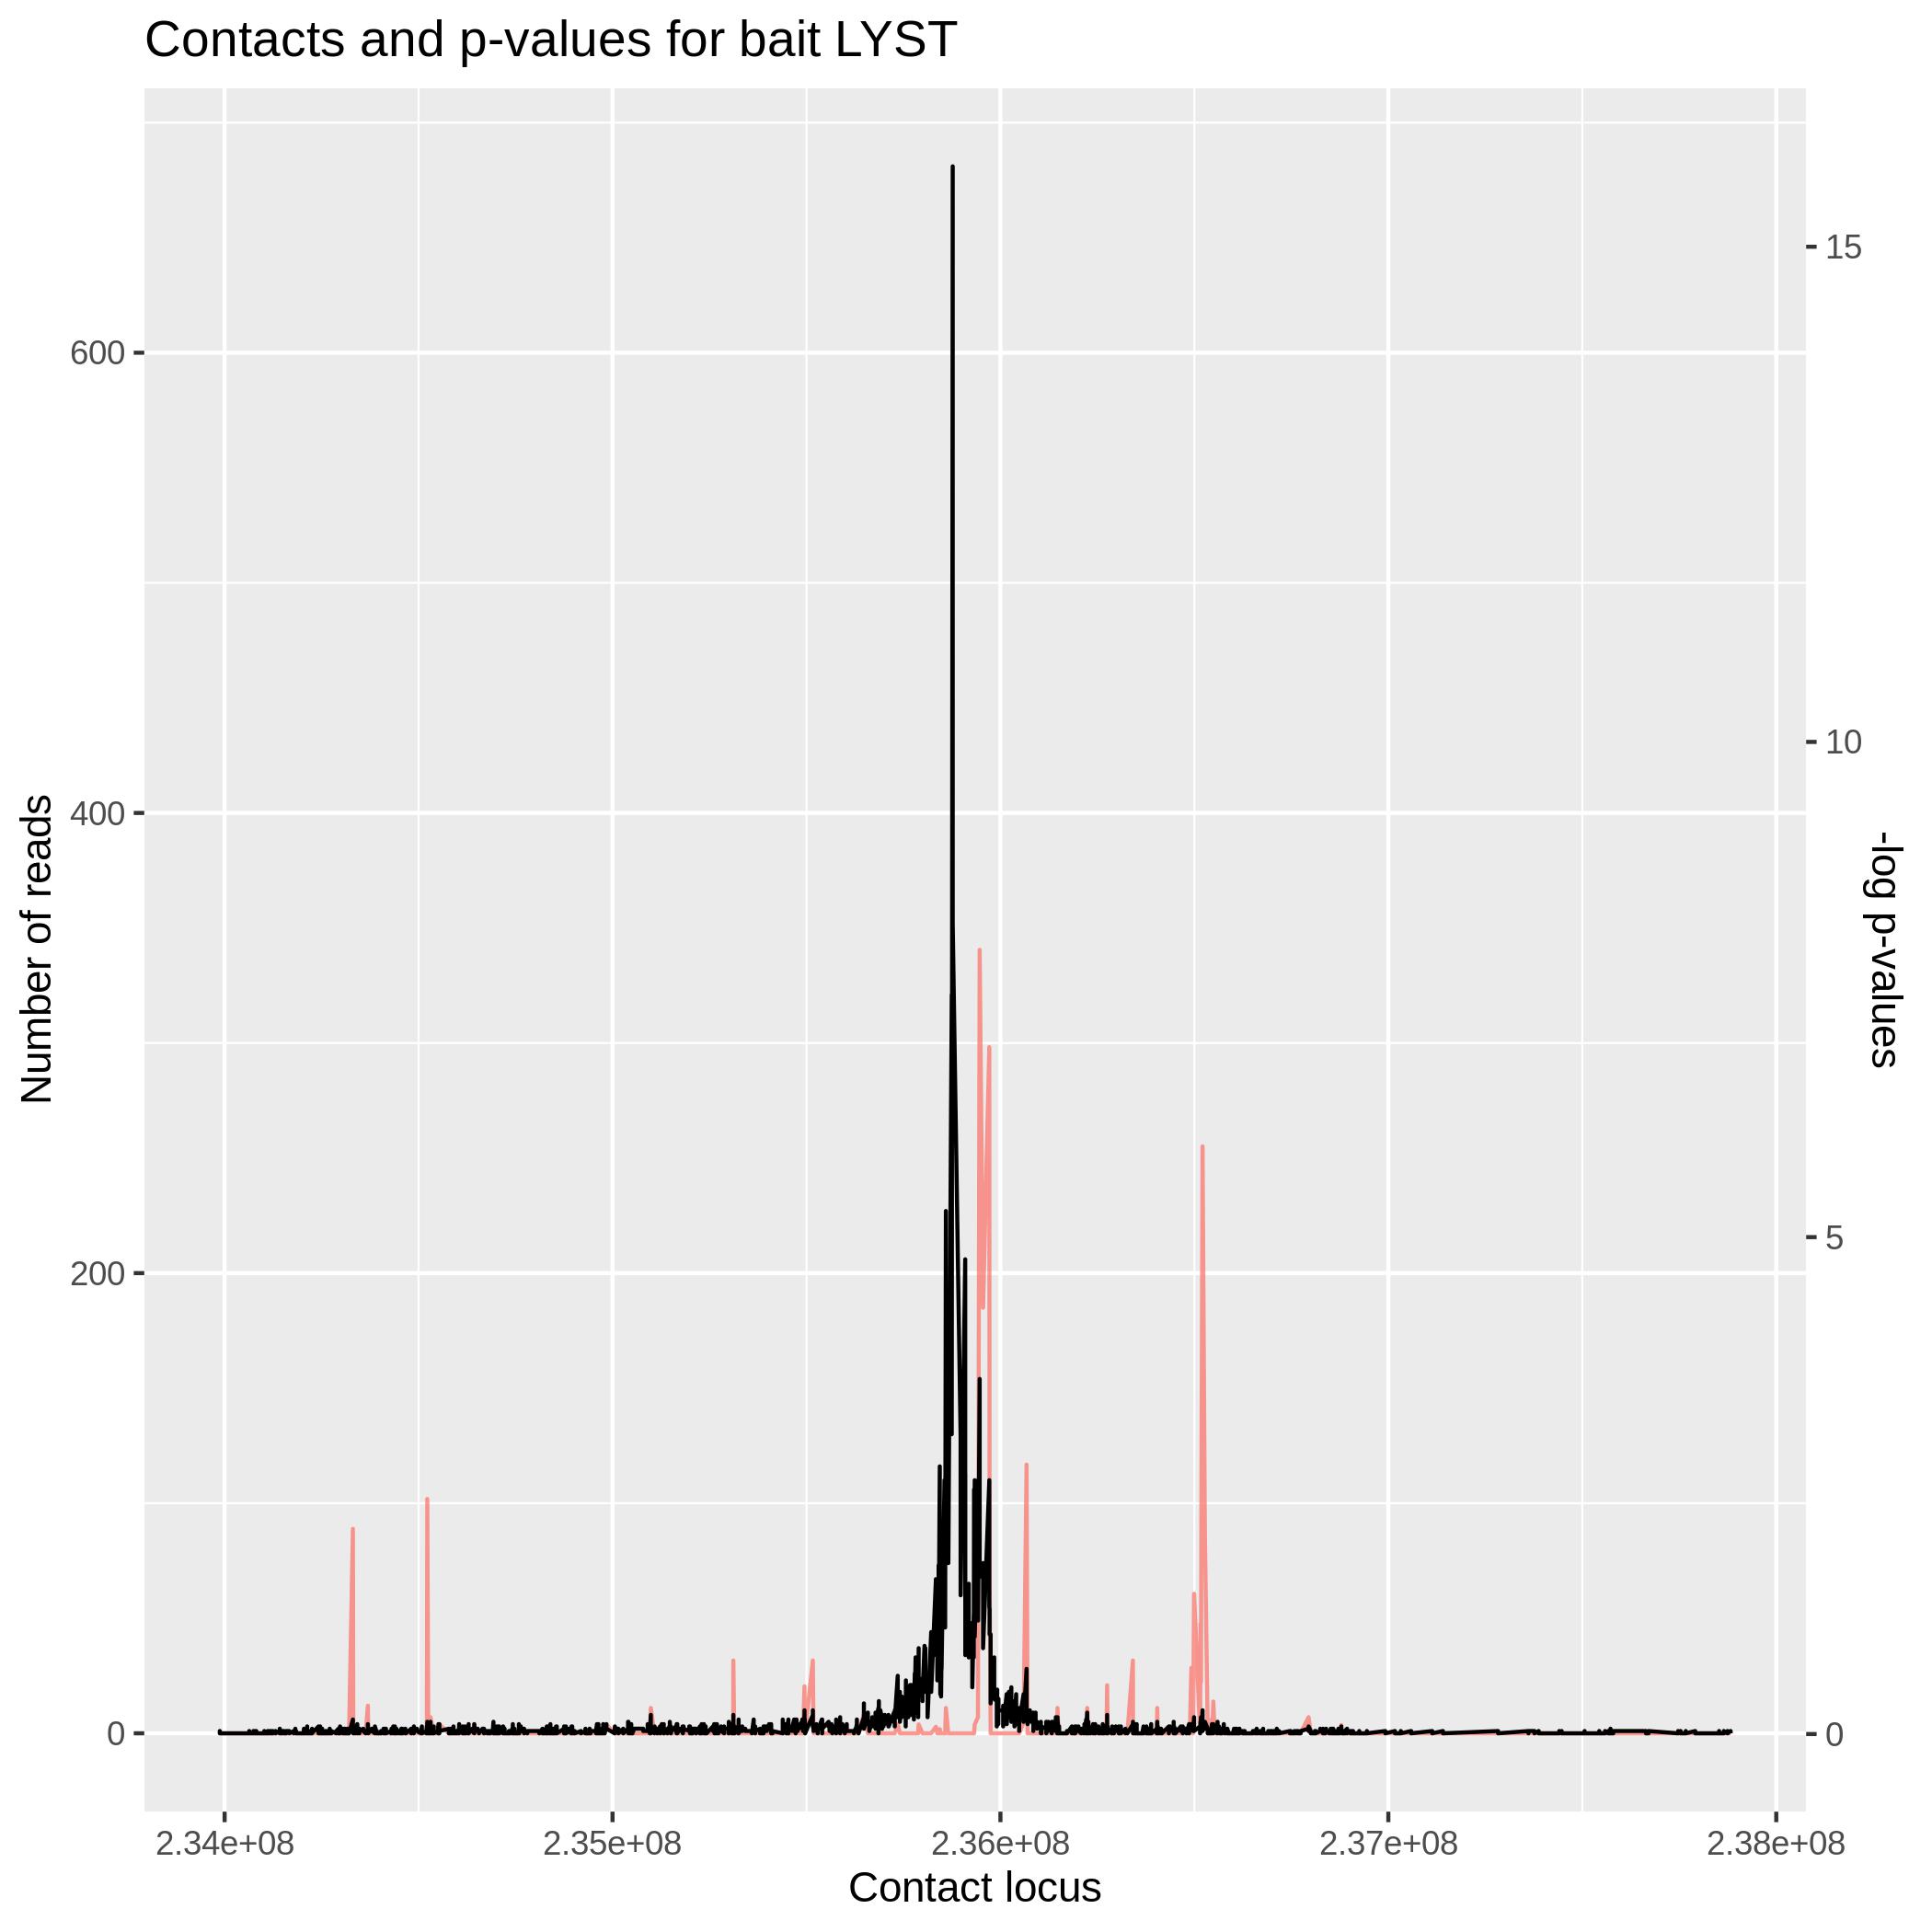 Contacts and p-values for bait LYST
Number of reads
600
400
200
0
15
10
5
0
-log p-values
2.34e+08
2.35e+08
2.36e+08
2.37e+08
2.38e+08
Contact locus